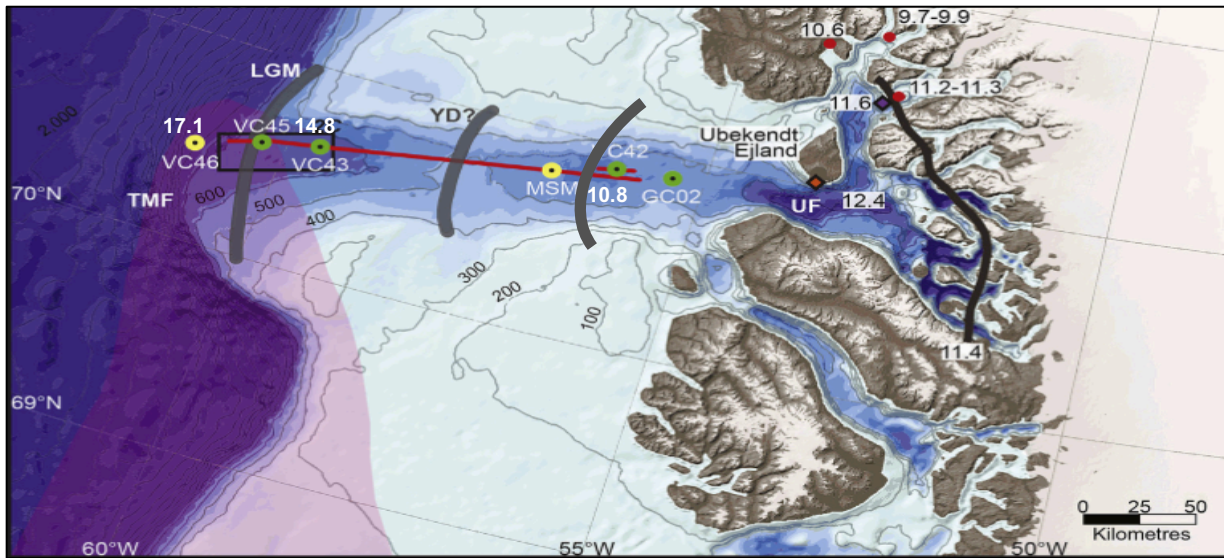 9.7-9.9
10.6
LGM
11.2-11.3
11.6
2,000
YD?
17.1
VC45
14.8
Ubekendt
Ejland
VC46
VC43
C42
MSM
GC02
70°N
TMF
600
500
400
10.8
UF
12.4
300
200
100
11.4
69°N
0 25 50
Kilometres
60°W
55°W
50°W